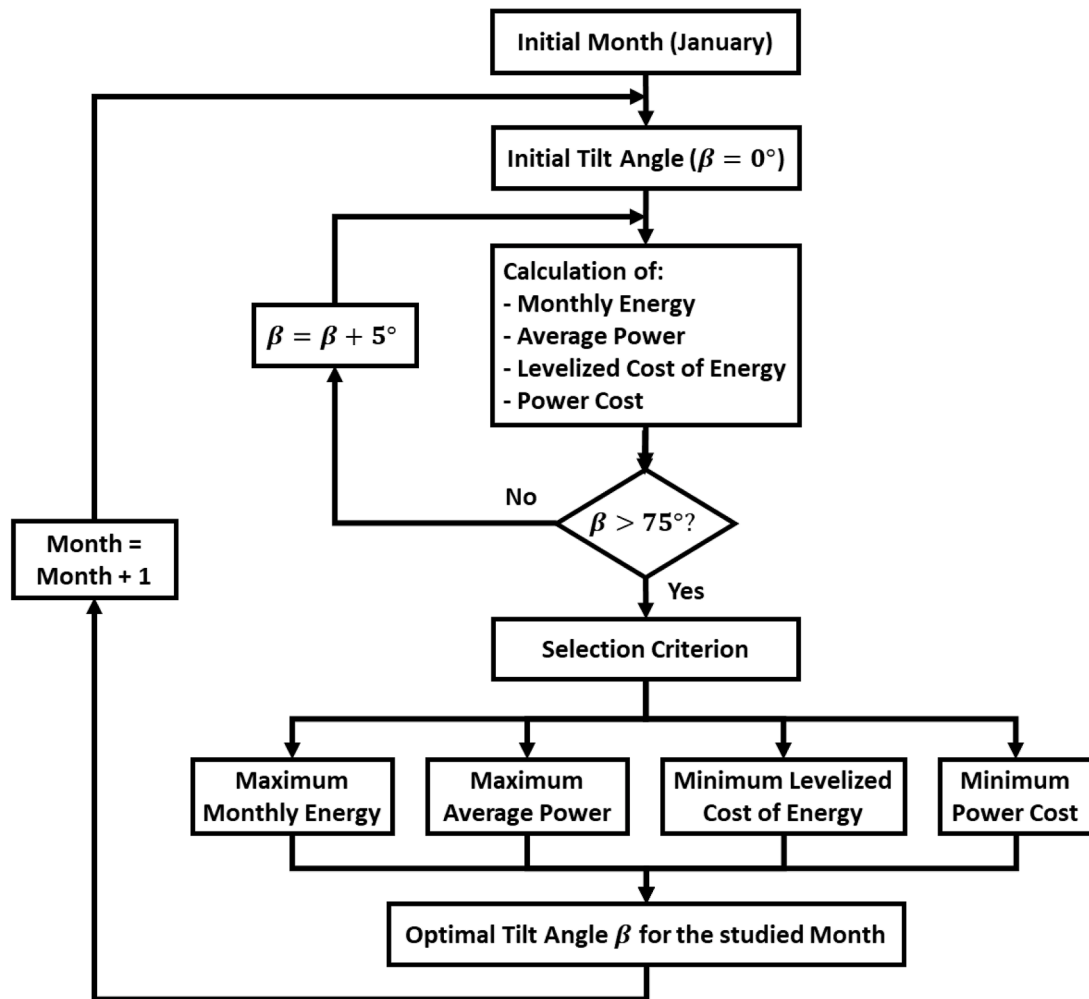 Initial Month (January)
Initial Tilt Angle (β = 0°)
Calculation of:
- Monthly Energy
- Average Power
- Levelized Cost of Energy
- Power Cost
β = β + 5°
No
β > 75°?
Month =
Month + 1
Yes
Selection Criterion
Maximum
Monthly Energy
Maximum
Average Power
Minimum Levelized
Cost of Energy
Minimum
Power Cost
Optimal Tilt Angle β for the studied Month